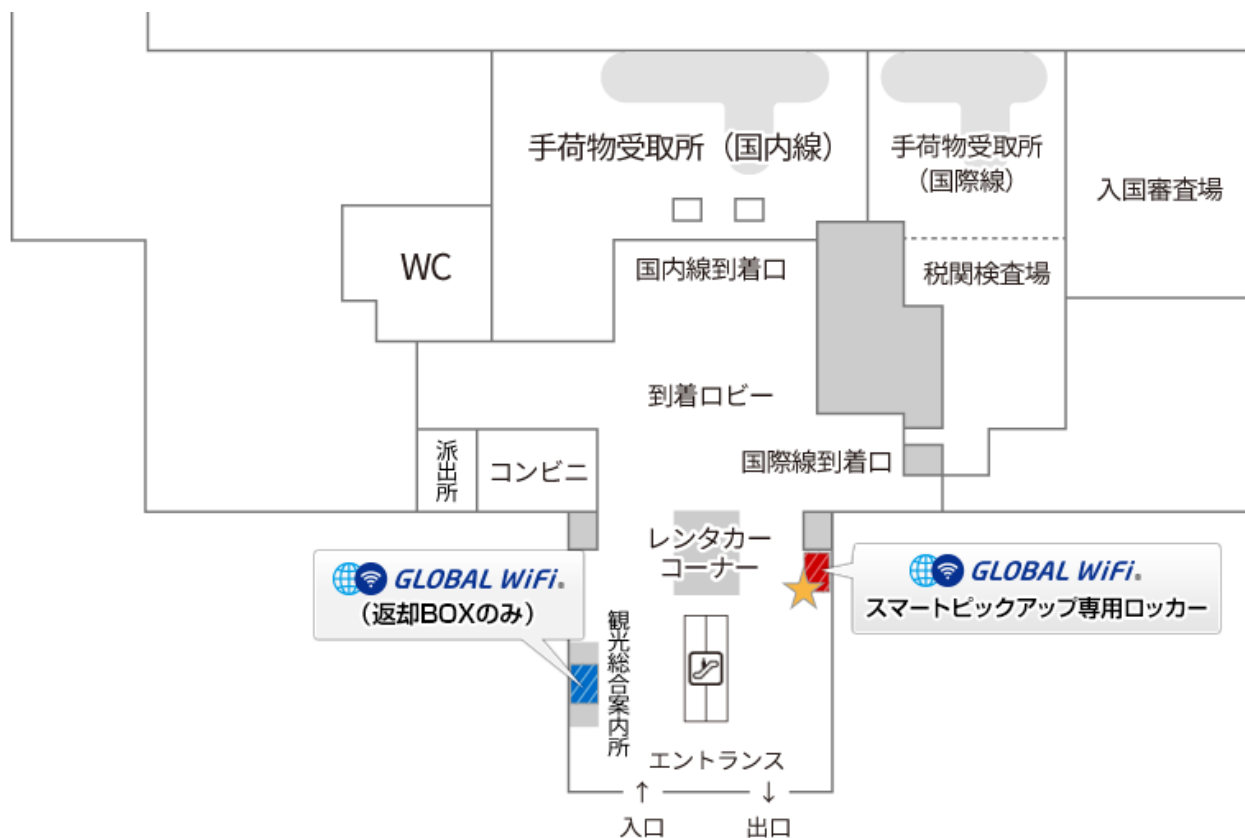 手荷物受取所（国内線）
手荷物受取所
（国際線）
入国審査場
WC
国内線到着口
税関検査場
到着ロビー
派出所
コンビニ
国際線到着口
レンタカー
コーナー
GLOBAL WiFi®
（返却BOXのみ）
GLOBAL WiFi®
スマートピックアップ専用ロッカー
観光総合案内所
エントランス
↑ ↓
入口 出口